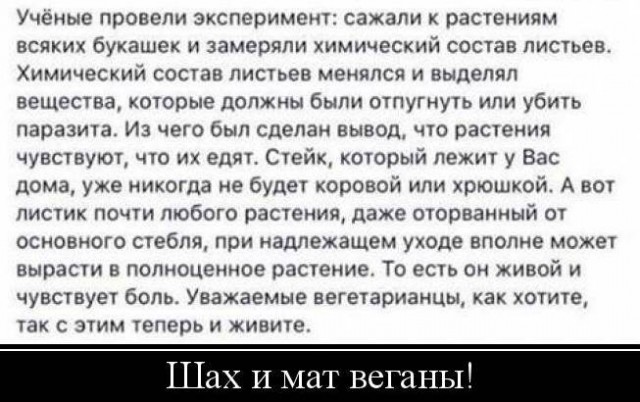 Учёные провели эксперимент: сажали к растениям
всяких букашек и замеряли химический состав листьев.
Химический состав листьев менялся и выделял
вещества, которые должны были отпугнуть или убить
паразита. Из чего был сделан вывод, что растения
чувствуют, что их едят. Стейк, который лежит у Вас
дома, уже никогда не будет коровой или хрюшкой. А вот
листик почти любого растения, даже оторванный от
основного стебля, при надлежащем уходе вполне может
вырасти в полноценное растение. То есть он живой и
чувствует боль. Уважаемые вегетарианцы, как хотите,
так с этим теперь и живите.
Шах и мат веганы!